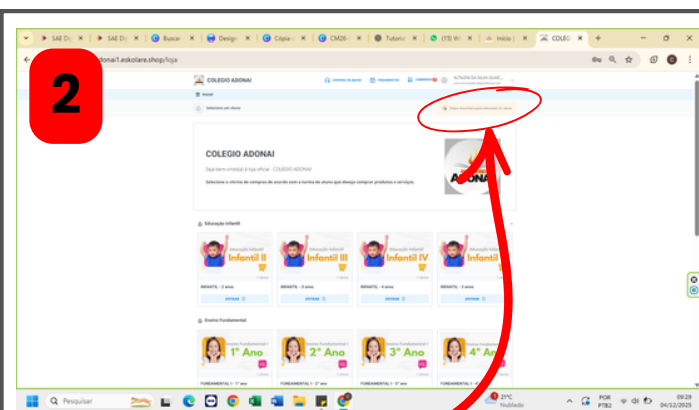 SAE Di
SAE Di
Buscar
Design
Cópia
CM26
Tutoria
Início
COLEG
donai1.eskolare.shop/loja
2
COLEGIO ADONAI
Selecione um aluno
COLEGIO ADONAI
Seja bem-vindo(a) à loja oficial - COLEGIO ADONAI
Selecione a vitrine de compras de acordo com a turma do aluno que deseja comprar produtos e serviços.
ADONAI
Educação Infantil
Educação Infantil
Infantil II
Educação Infantil
Infantil III
Educação Infantil
Infantil IV
Educação Infantil
Infantil
INFANTIL - 2 anos
INFANTIL - 3 anos
INFANTIL - 4 anos
INFANTIL - 5 anos
ENTRAR
ENTRAR
ENTRAR
ENTRAR
Ensino Fundamental
Ensino Fundamental I
1° Ano
Ensino Fundamental I
2° Ano
Ensino Fundamental I
3° Ano
Ensino Fundamental I
4° An
FUNDAMENTAL I - 1° ano
FUNDAMENTAL I - 2° ano
FUNDAMENTAL I - 3° ano
FUNDAMENTAL I - 4° ano
Pesquisar
21°C
Nublado
POR
PTB2
09:29
04/12/2025